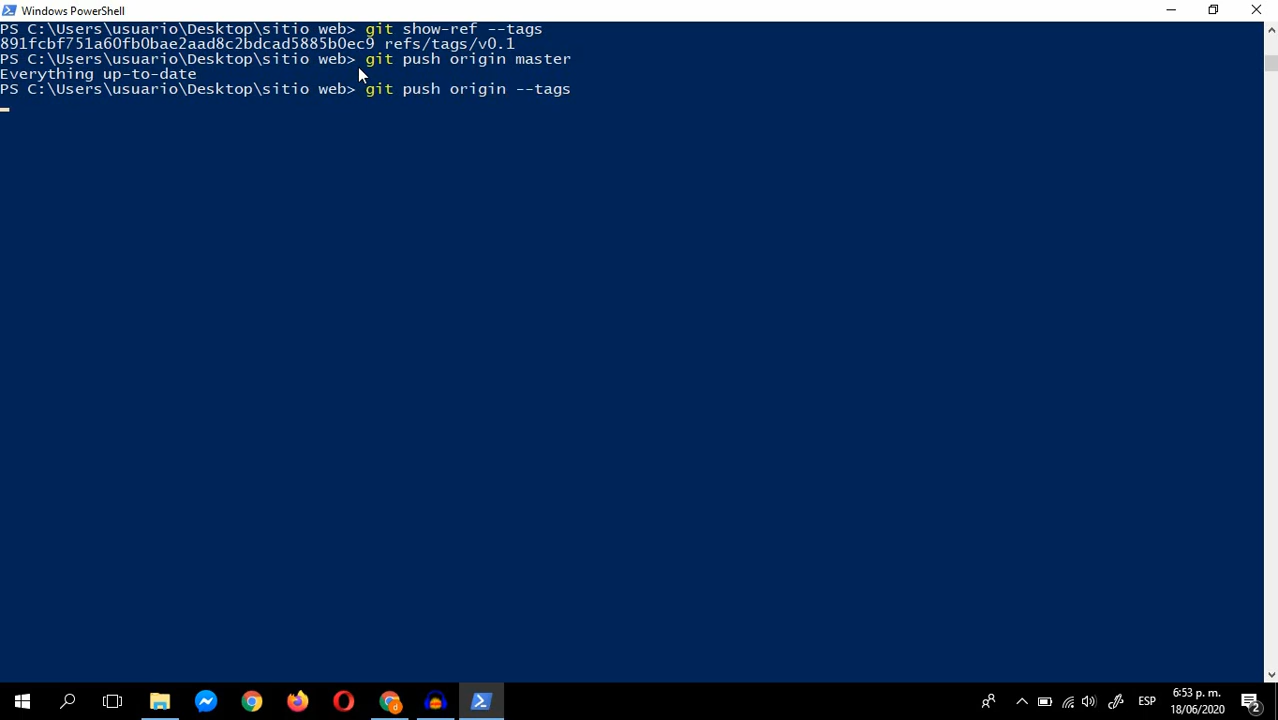 Windows PowerShell
PS C:\Users\usuario\Desktop\sitio web> git show-ref --tags
891fcbf751a60fb0bae2aad8c2bdcad5885b0ec9 refs/tags/v0.1
PS C:\Users\usuario\Desktop\sitio web> git push origin master
Everything up-to-date
PS C:\Users\usuario\Desktop\sitio web> git push origin --tags
ESP
6:53 p. m.
18/06/2020
2